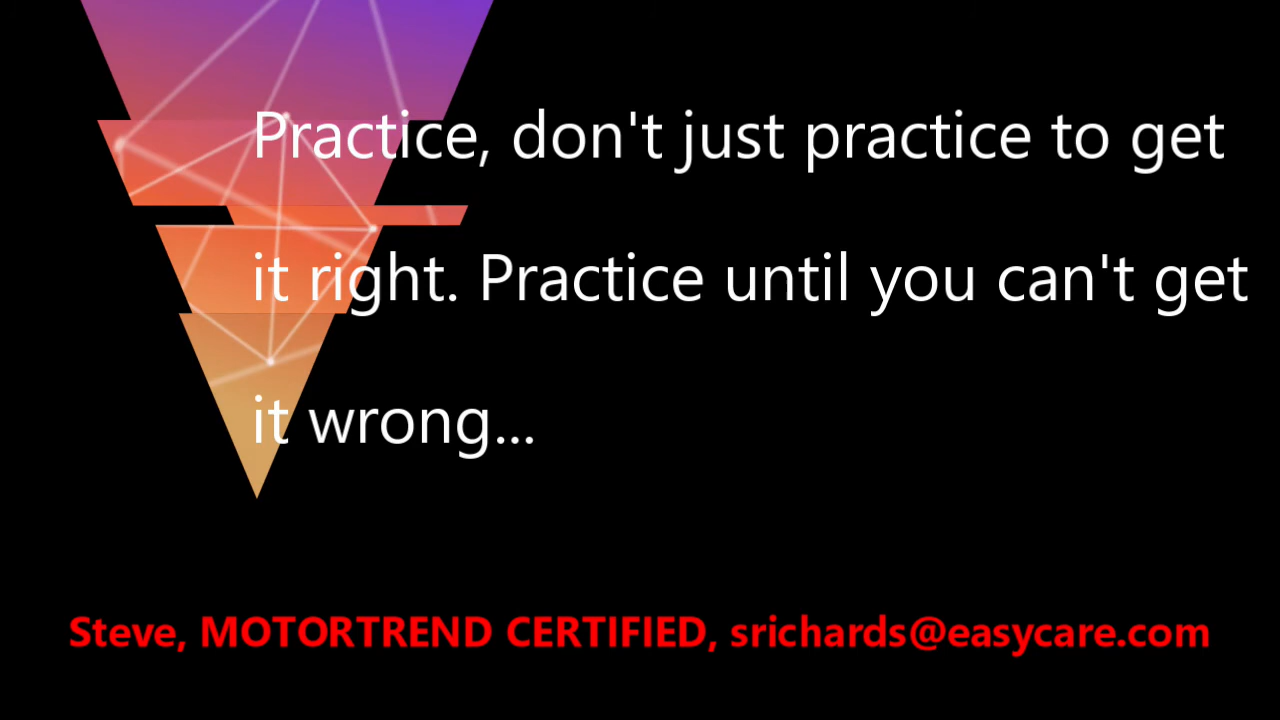 Practice, don't just practice to get
it right. Practice until you can't get
it wrong...
Steve, MOTORTREND CERTIFIED, srichards@easycare.com